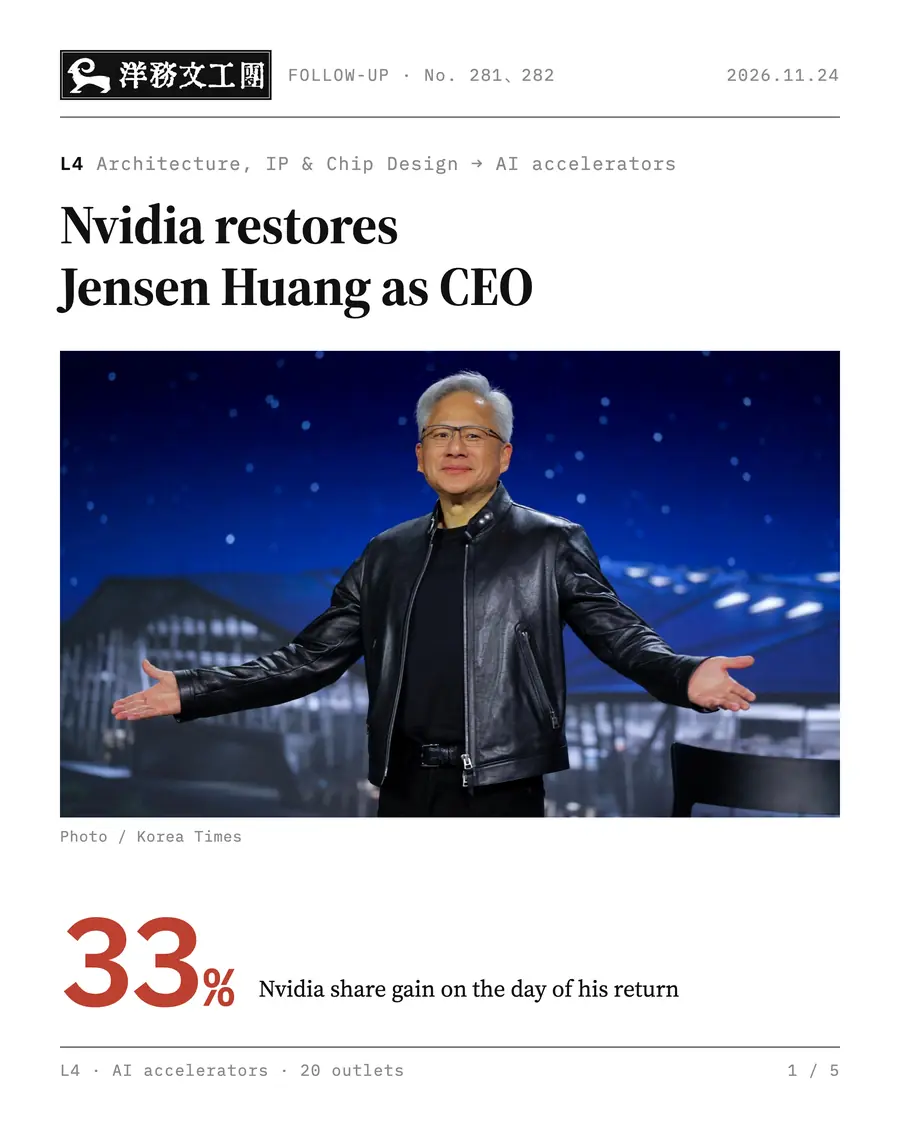 洋務文工團
FOLLOW-UP · No. 281、282
2026.11.24
L4 Architecture, IP & Chip Design → AI accelerators
Nvidia restores
Jensen Huang as CEO
Photo / Korea Times
33%
Nvidia share gain on the day of his return
L4 · AI accelerators · 20 outlets
1 / 5